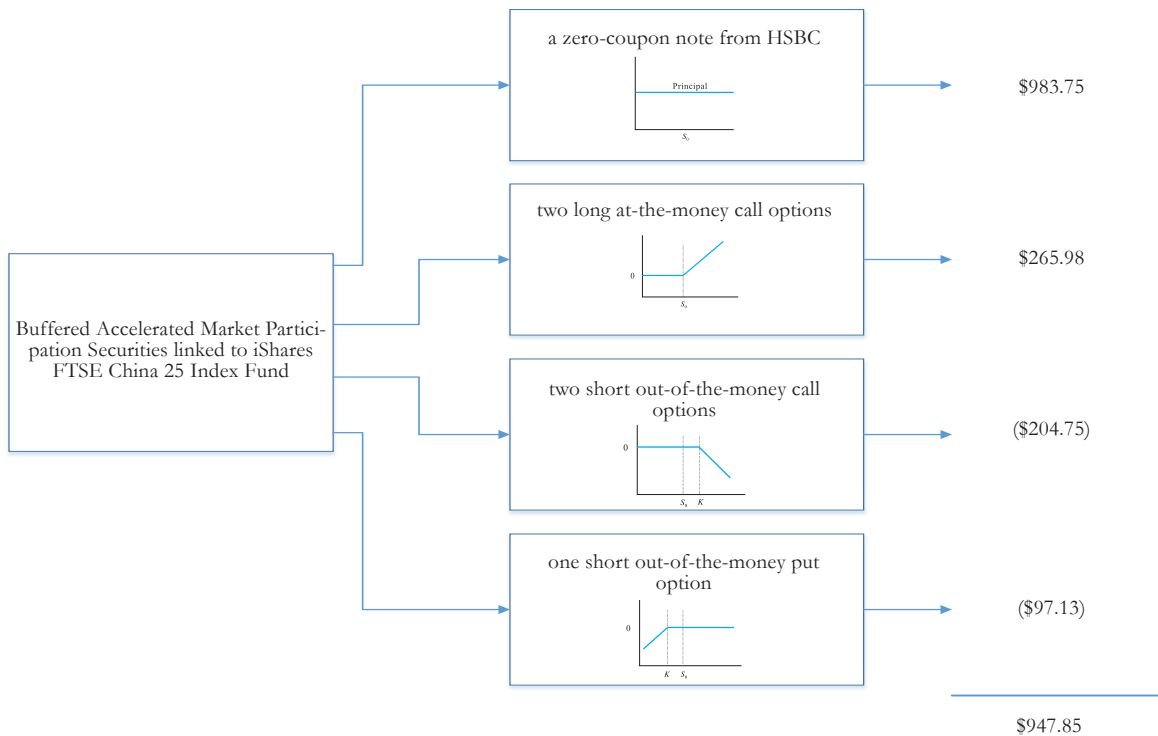 a zero-coupon note from HSBC
Principal
S₀
$983.75
two long at-the-money call options
0
S₀
$265.98
Buffered Accelerated Market Partici-
pation Securities linked to iShares
FTSE China 25 Index Fund
two short out-of-the-money call
options
0
S₀ K
($204.75)
one short out-of-the-money put
option
0
K S₀
($97.13)
$947.85